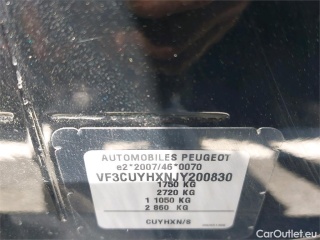 AUTOMOBILES PEUGEOT
e2*2007/46*0070
VF3CUYHXNJY200830
1750 KG
2720 KG
1 1050 KG
2 860 KG
CUYHXN/S
CarOutlet.eu